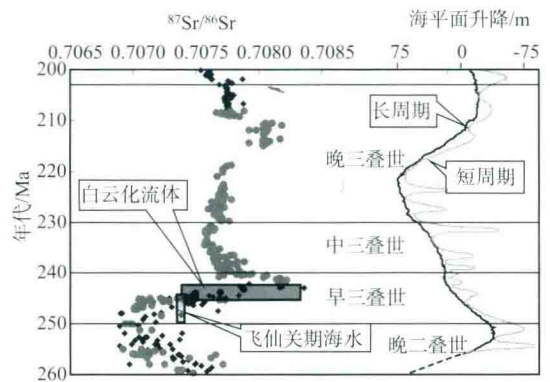 ⁸⁷Sr/⁸⁶Sr
海平面升降/m
0.7065 0.7070 0.7075 0.7080 0.7085 75 0 -75
200
210
220
230
240
250
260
年代/Ma
长周期
晚三叠世
短周期
白云化流体
中三叠世
早三叠世
飞仙关期海水
晚二叠世